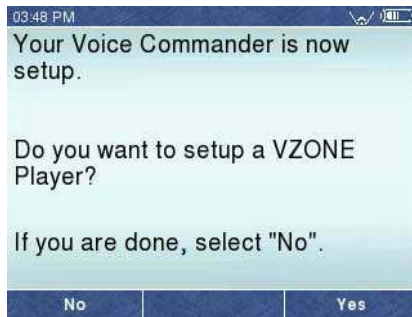 03:48 PM
Your Voice Commander is now
setup.
Do you want to setup a VZONE
Player?
If you are done, select "No".
No
Yes